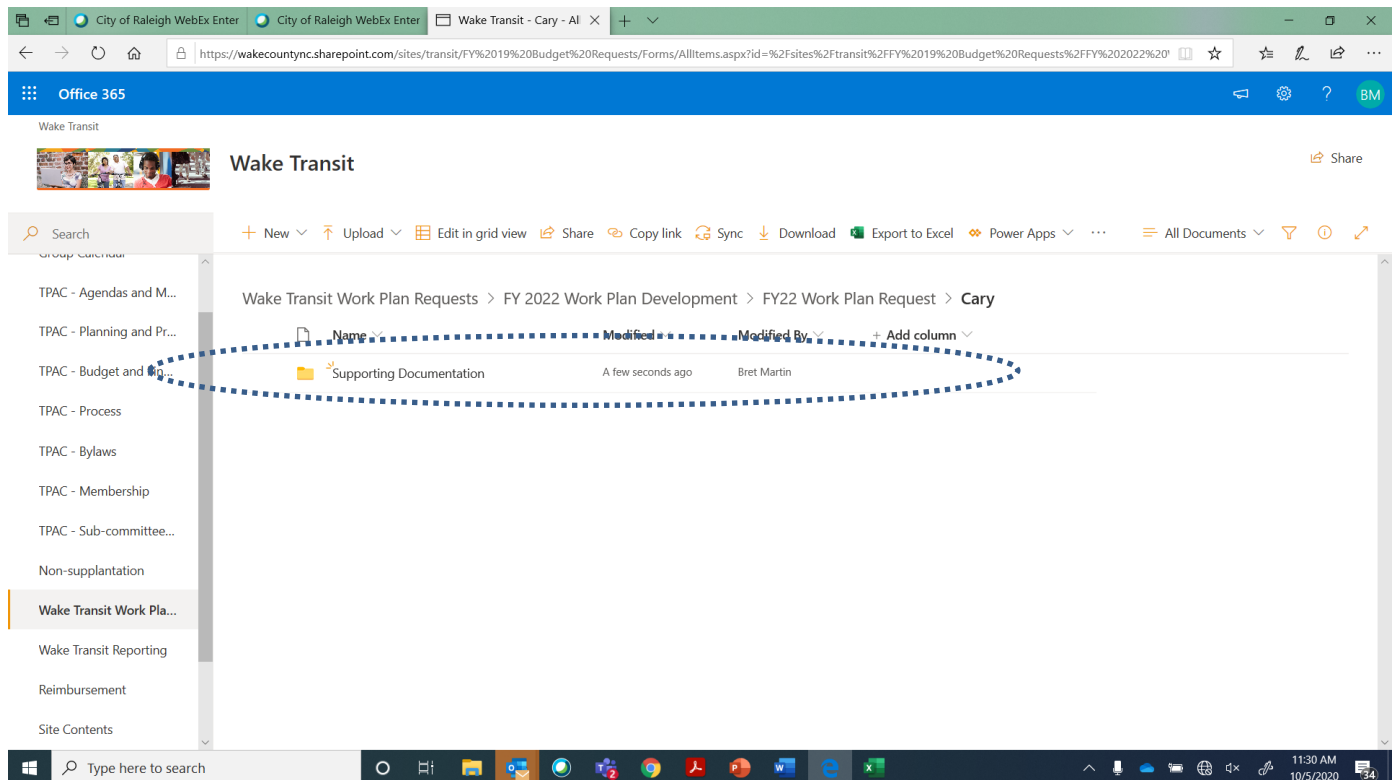 City of Raleigh WebEx Enter
City of Raleigh WebEx Enter
Wake Transit - Cary - Al
https://wakecountync.sharepoint.com/sites/transit/FY%2019%20Budget%20Requests/Forms/AllItems.aspx?id=%2Fsites%2Ftransit%2FFY%2019%20Budget%20Requests%2FFY%202022%20'
Office 365
?
BM
Wake Transit
Wake Transit
Share
Search
New
Upload
Edit in grid view
Share
Copy link
Sync
Download
Export to Excel
Power Apps
All Documents
Group Calendar
TPAC - Agendas and M...
TPAC - Planning and Pr...
TPAC - Budget and Fin...
TPAC - Process
TPAC - Bylaws
TPAC - Membership
TPAC - Sub-committee...
Non-supplantation
Wake Transit Work Pla...
Wake Transit Reporting
Reimbursement
Site Contents
Wake Transit Work Plan Requests > FY 2022 Work Plan Development > FY22 Work Plan Request > Cary
Name Modified Modified By + Add column
Supporting Documentation A few seconds ago Bret Martin
Type here to search
2
11:30 AM
10/5/2020
34